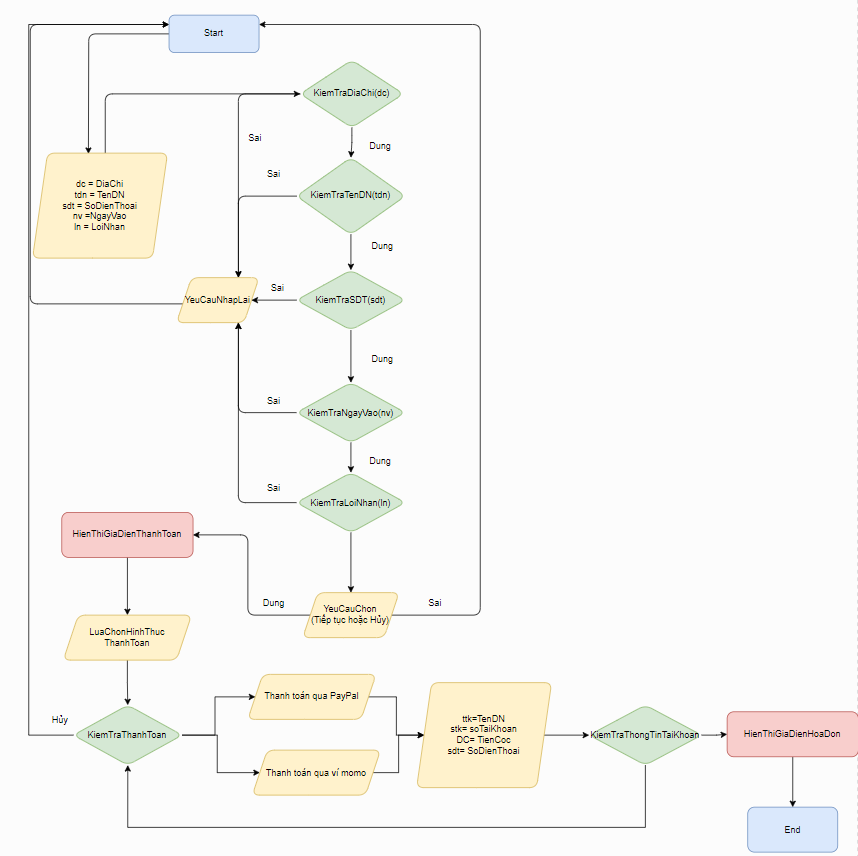 Start
KiemTraDiaChi(dc)
Sai
Dung
dc = DiaChi
tdn = TenDN
sdt = SoDienThoai
nv =NgayVao
ln = LoiNhan
Sai
KiemTraTenDN(tdn)
Dung
YeuCauNhapLai
Sai
KiemTraSDT(sdt)
Dung
Sai
KiemTraNgayVao(nv)
Dung
Sai
KiemTraLoiNhan(ln)
HienThiGiaDienThanhToan
Dung
YeuCauChon
(Tiếp tục hoặc Hủy)
Sai
LuaChonHinhThuc
ThanhToan
Hủy
KiemTraThanhToan
Thanh toán qua PayPal
Thanh toán qua ví momo
ttk=TenDN
stk= soTaiKhoan
DC= TienCoc
sdt= SoDienThoai
KiemTraThongTinTaiKhoan
HienThiGiaDienHoaDon
End